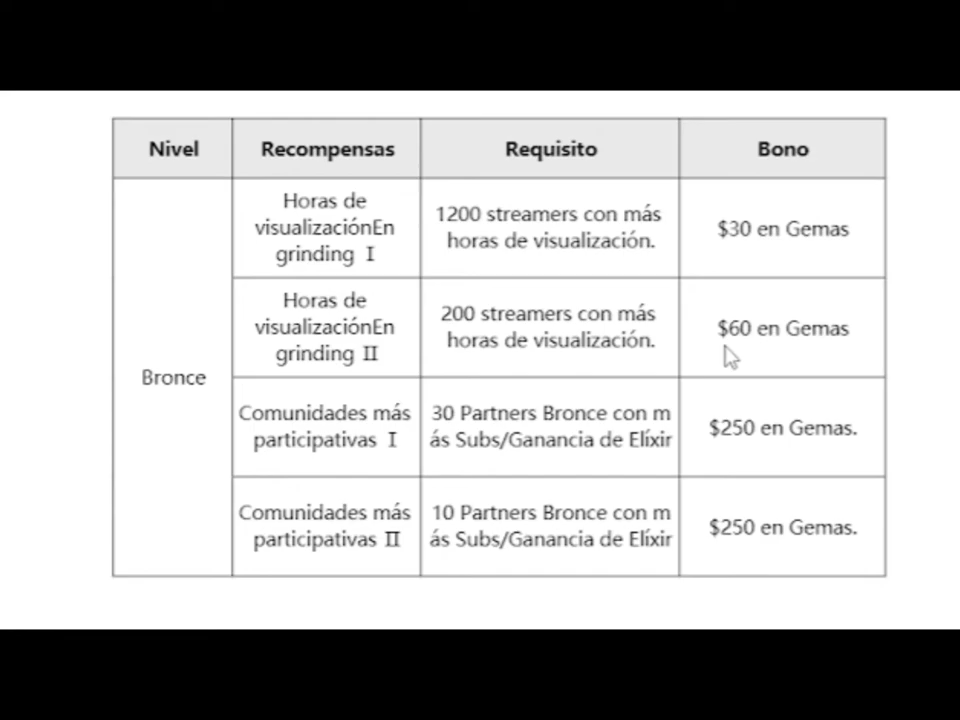 Nivel Recompensas Requisito Bono
Bronce
Horas de
visualizaciónEn
grinding I
1200 streamers con más
horas de visualización.
$30 en Gemas
Horas de
visualizaciónEn
grinding II
200 streamers con más
horas de visualización.
$60 en Gemas
Comunidades más
participativas I
30 Partners Bronce con m
ás Subs/Ganancia de Elíxir
$250 en Gemas.
Comunidades más
participativas II
10 Partners Bronce con m
ás Subs/Ganancia de Elíxir
$250 en Gemas.